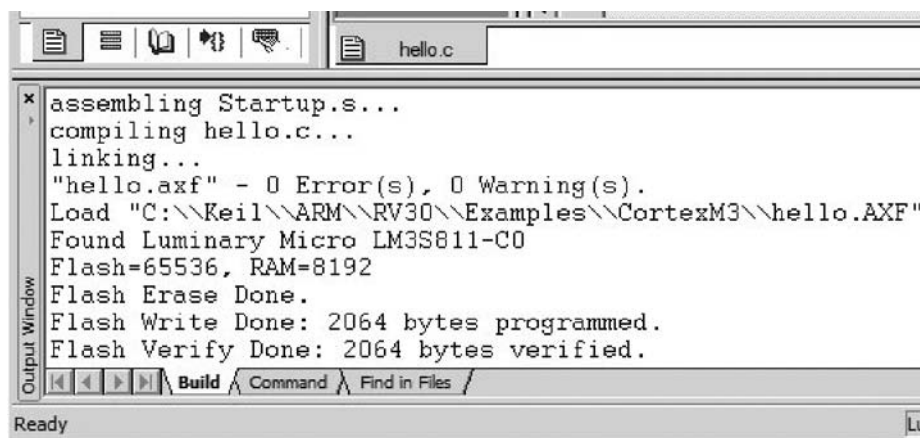 hello.c
assembling Startup.s...
compiling hello.c...
linking...
"hello.axf" - 0 Error(s), 0 Warning(s).
Load "C:\\Keil\\ARM\\RV30\\Examples\\CortexM3\\hello.AXF"
Found Luminary Micro LM3S811-C0
Flash=65536, RAM=8192
Flash Erase Done.
Flash Write Done: 2064 bytes programmed.
Flash Verify Done: 2064 bytes verified.
Output Window
Build Command Find in Files
Ready